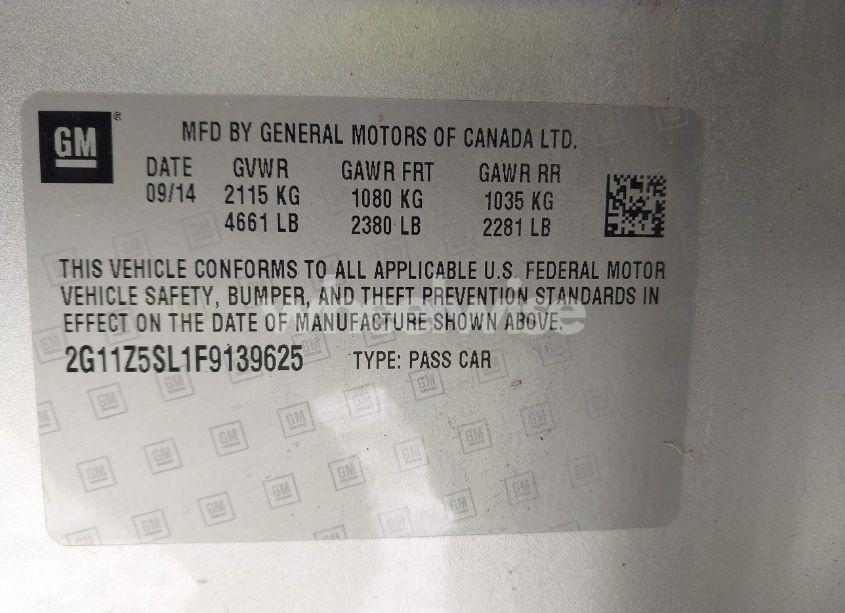 GM ®
MFD BY GENERAL MOTORS OF CANADA LTD.
DATE GVWR GAWR FRT GAWR RR
09/14 2115 KG 1080 KG 1035 KG
4661 LB 2380 LB 2281 LB
THIS VEHICLE CONFORMS TO ALL APPLICABLE U.S. FEDERAL MOTOR
VEHICLE SAFETY, BUMPER, AND THEFT PREVENTION STANDARDS IN
EFFECT ON THE DATE OF MANUFACTURE SHOWN ABOVE.
2G11Z5SL1F9139625 TYPE: PASS CAR